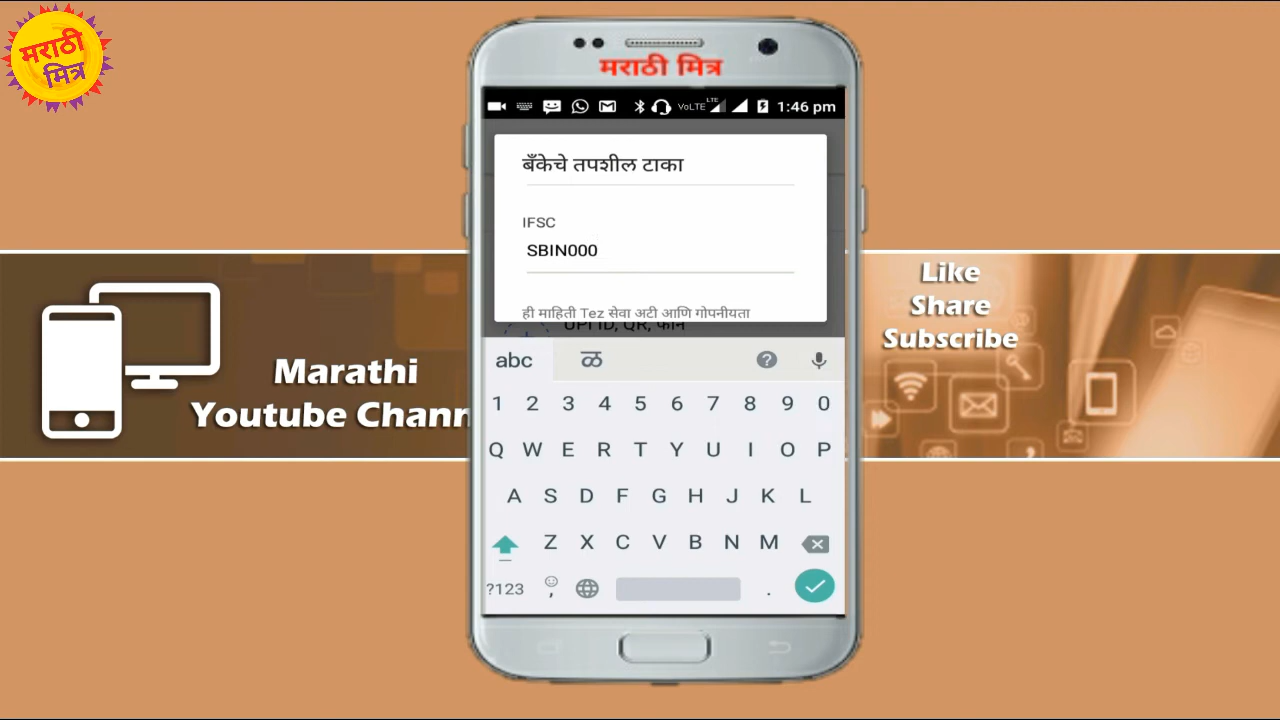 मराठी
मित्र
मराठी मित्र
VoLTE LTE 1:46 pm
बँकेचे तपशील टाका
IFSC
SBIN000
ही माहिती Tez सेवा अटी आणि गोपनीयता
UPI ID, QR, फोन
abc ळ ?
1 2 3 4 5 6 7 8 9 0
Q W E R T Y U I O P
A S D F G H J K L
Z X C V B N M
?123 , .
Marathi
Youtube Chann
Like
Share
Subscribe